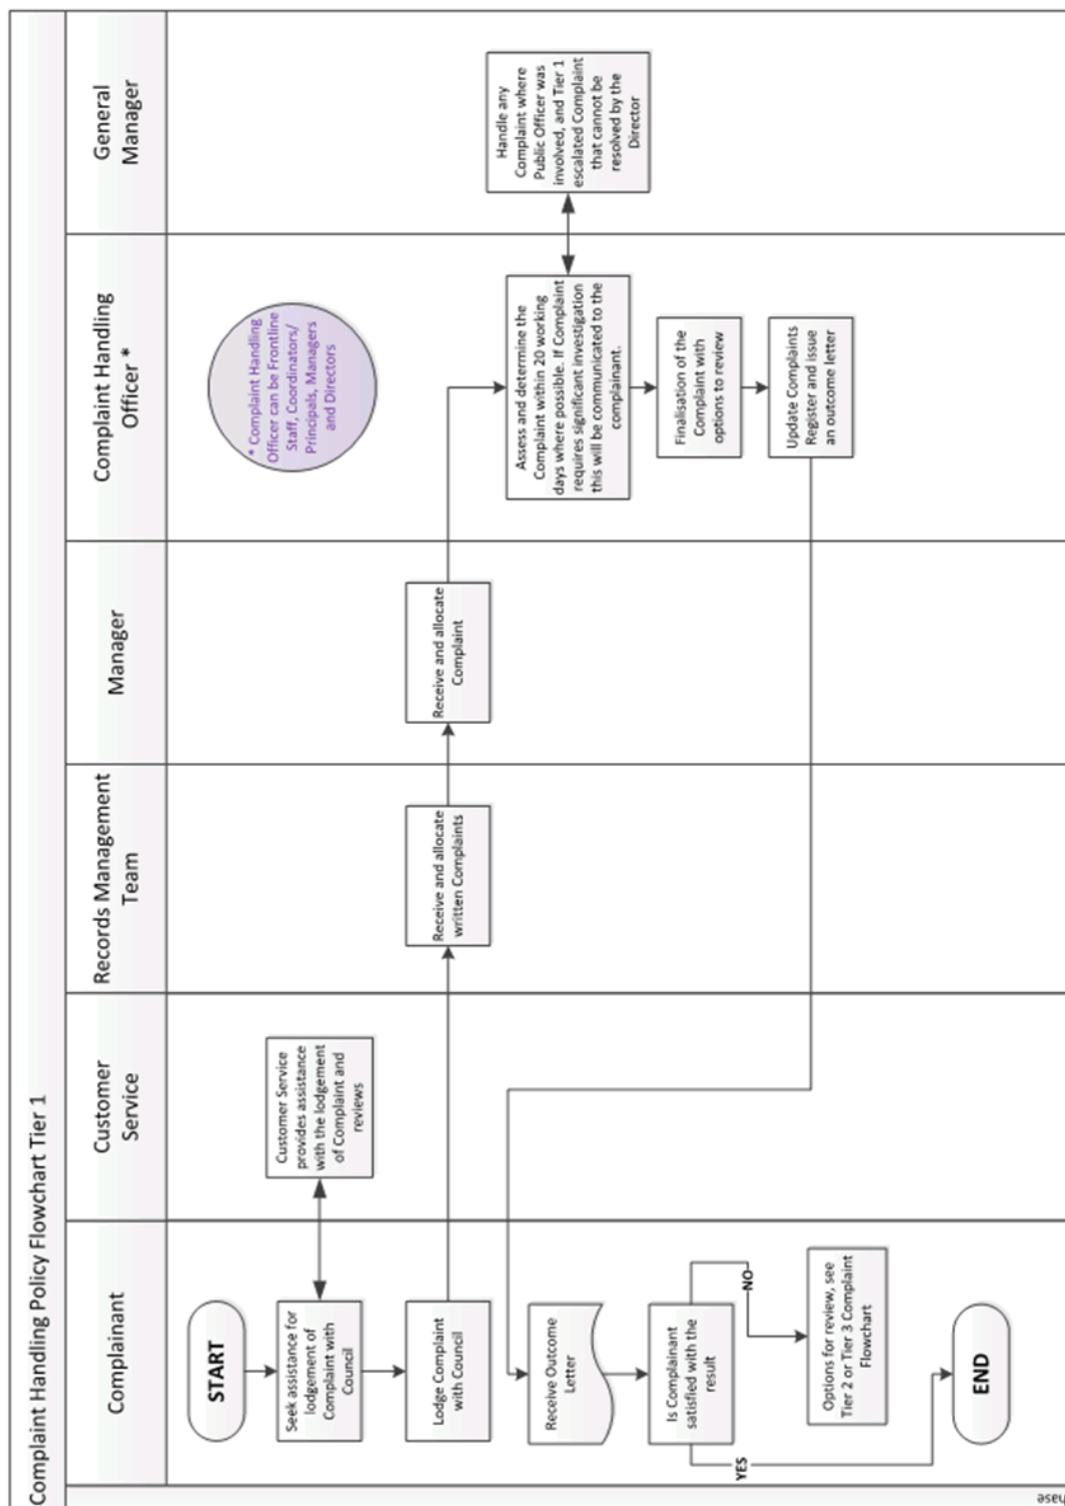 Complaint Handling Policy Flowchart Tier 1
Complainant
Customer
Service
Records Management
Team
Manager
Complaint Handling
Officer *
General
Manager
START
Seek assistance for
lodgement of
Complaint with
Council
Customer Service
provides assistance
with the lodgement
of Complaint and
reviews
* Complaint Handling
Officer can be Frontline
Staff, Coordinators/
Principals, Managers
and Directors
Lodge Complaint
with Council
Receive and allocate
written Complaints
Receive and allocate
Complaint
Assess and determine the
Complaint within 20 working
days where possible. If Complaint
requires significant investigation
this will be communicated to the
complainant.
Handle any
Complaint where
Public Officer was
involved, and Tier 1
escalated Complaint
that cannot be
resolved by the
Director
Finalisation of the
Complaint with
options to review
Update Complaints
Register and issue
an outcome letter
Receive Outcome
Letter
Is Complainant
satisfied with the
result
YES
NO
Options for review, see
Tier 2 or Tier 3 Complaint
Flowchart
END